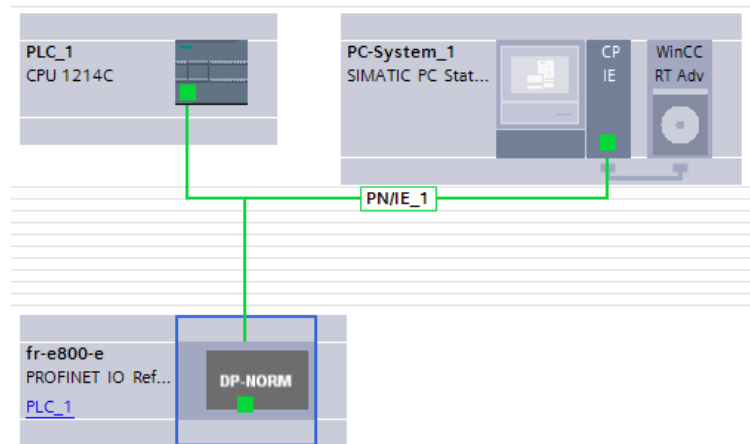 PLC_1
CPU 1214C
PC-System_1
SIMATIC PC Stat...
CP
IE
WinCC
RT Adv
PN/IE_1
fr-e800-e
PROFINET IO Ref...
PLC_1
DP-NORM